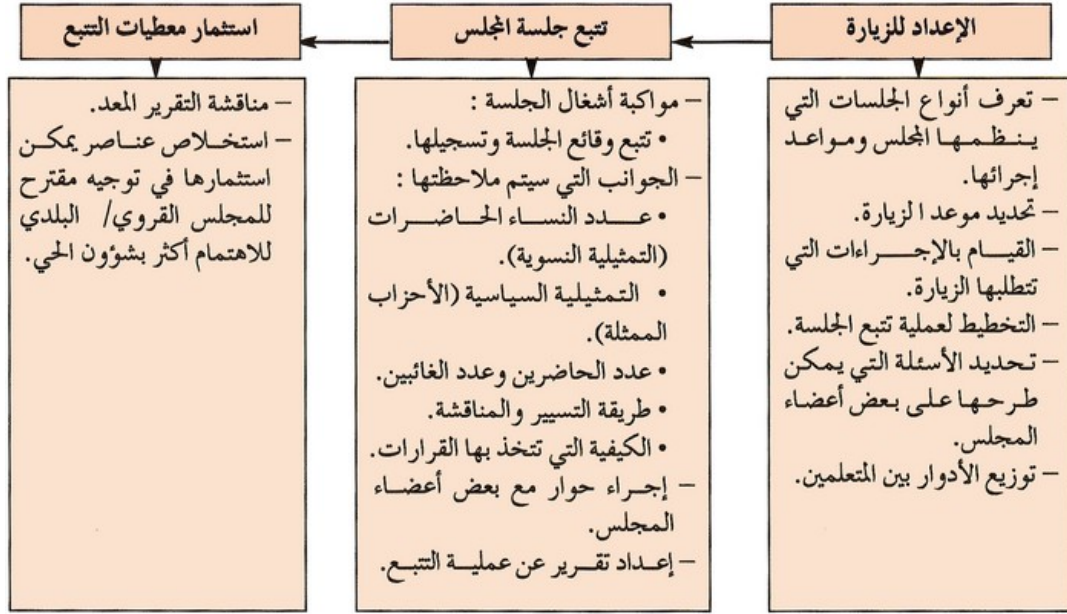 الإعداد للزيارة
– تعرف أنواع الجلسات التي
ينظمها المجلس ومواعد
إجرائها.
– تحديد موعد الزيارة.
– القيام بالإجراءات التي
تتطلبها الزيارة.
– التخطيط لعملية تتبع الجلسة.
– تحديد الأسئلة التي يمكن
طرحها على بعض أعضاء
المجلس.
– توزيع الأدوار بين المتعلمين.
تتبع جلسة المجلس
– مواكبة أشغال الجلسة :
• تتبع وقائع الجلسة وتسجيلها.
– الجوانب التي سيتم ملاحظتها :
• عدد النساء الحاضرات
(التمثيلية النسوية).
• التمثيلية السياسية (الأحزاب
الممثلة).
• عدد الحاضرين وعدد الغائبين.
• طريقة التسيير والمناقشة.
• الكيفية التي تتخذ بها القرارات.
– إجراء حوار مع بعض أعضاء
المجلس.
– إعداد تقرير عن عملية التتبع.
استثمار معطيات التتبع
– مناقشة التقرير المعد.
– استخلاص عناصر يمكن
استثمارها في توجيه مقترح
للمجلس القروي/ البلدي
للاهتمام أكثر بشؤون الحي.